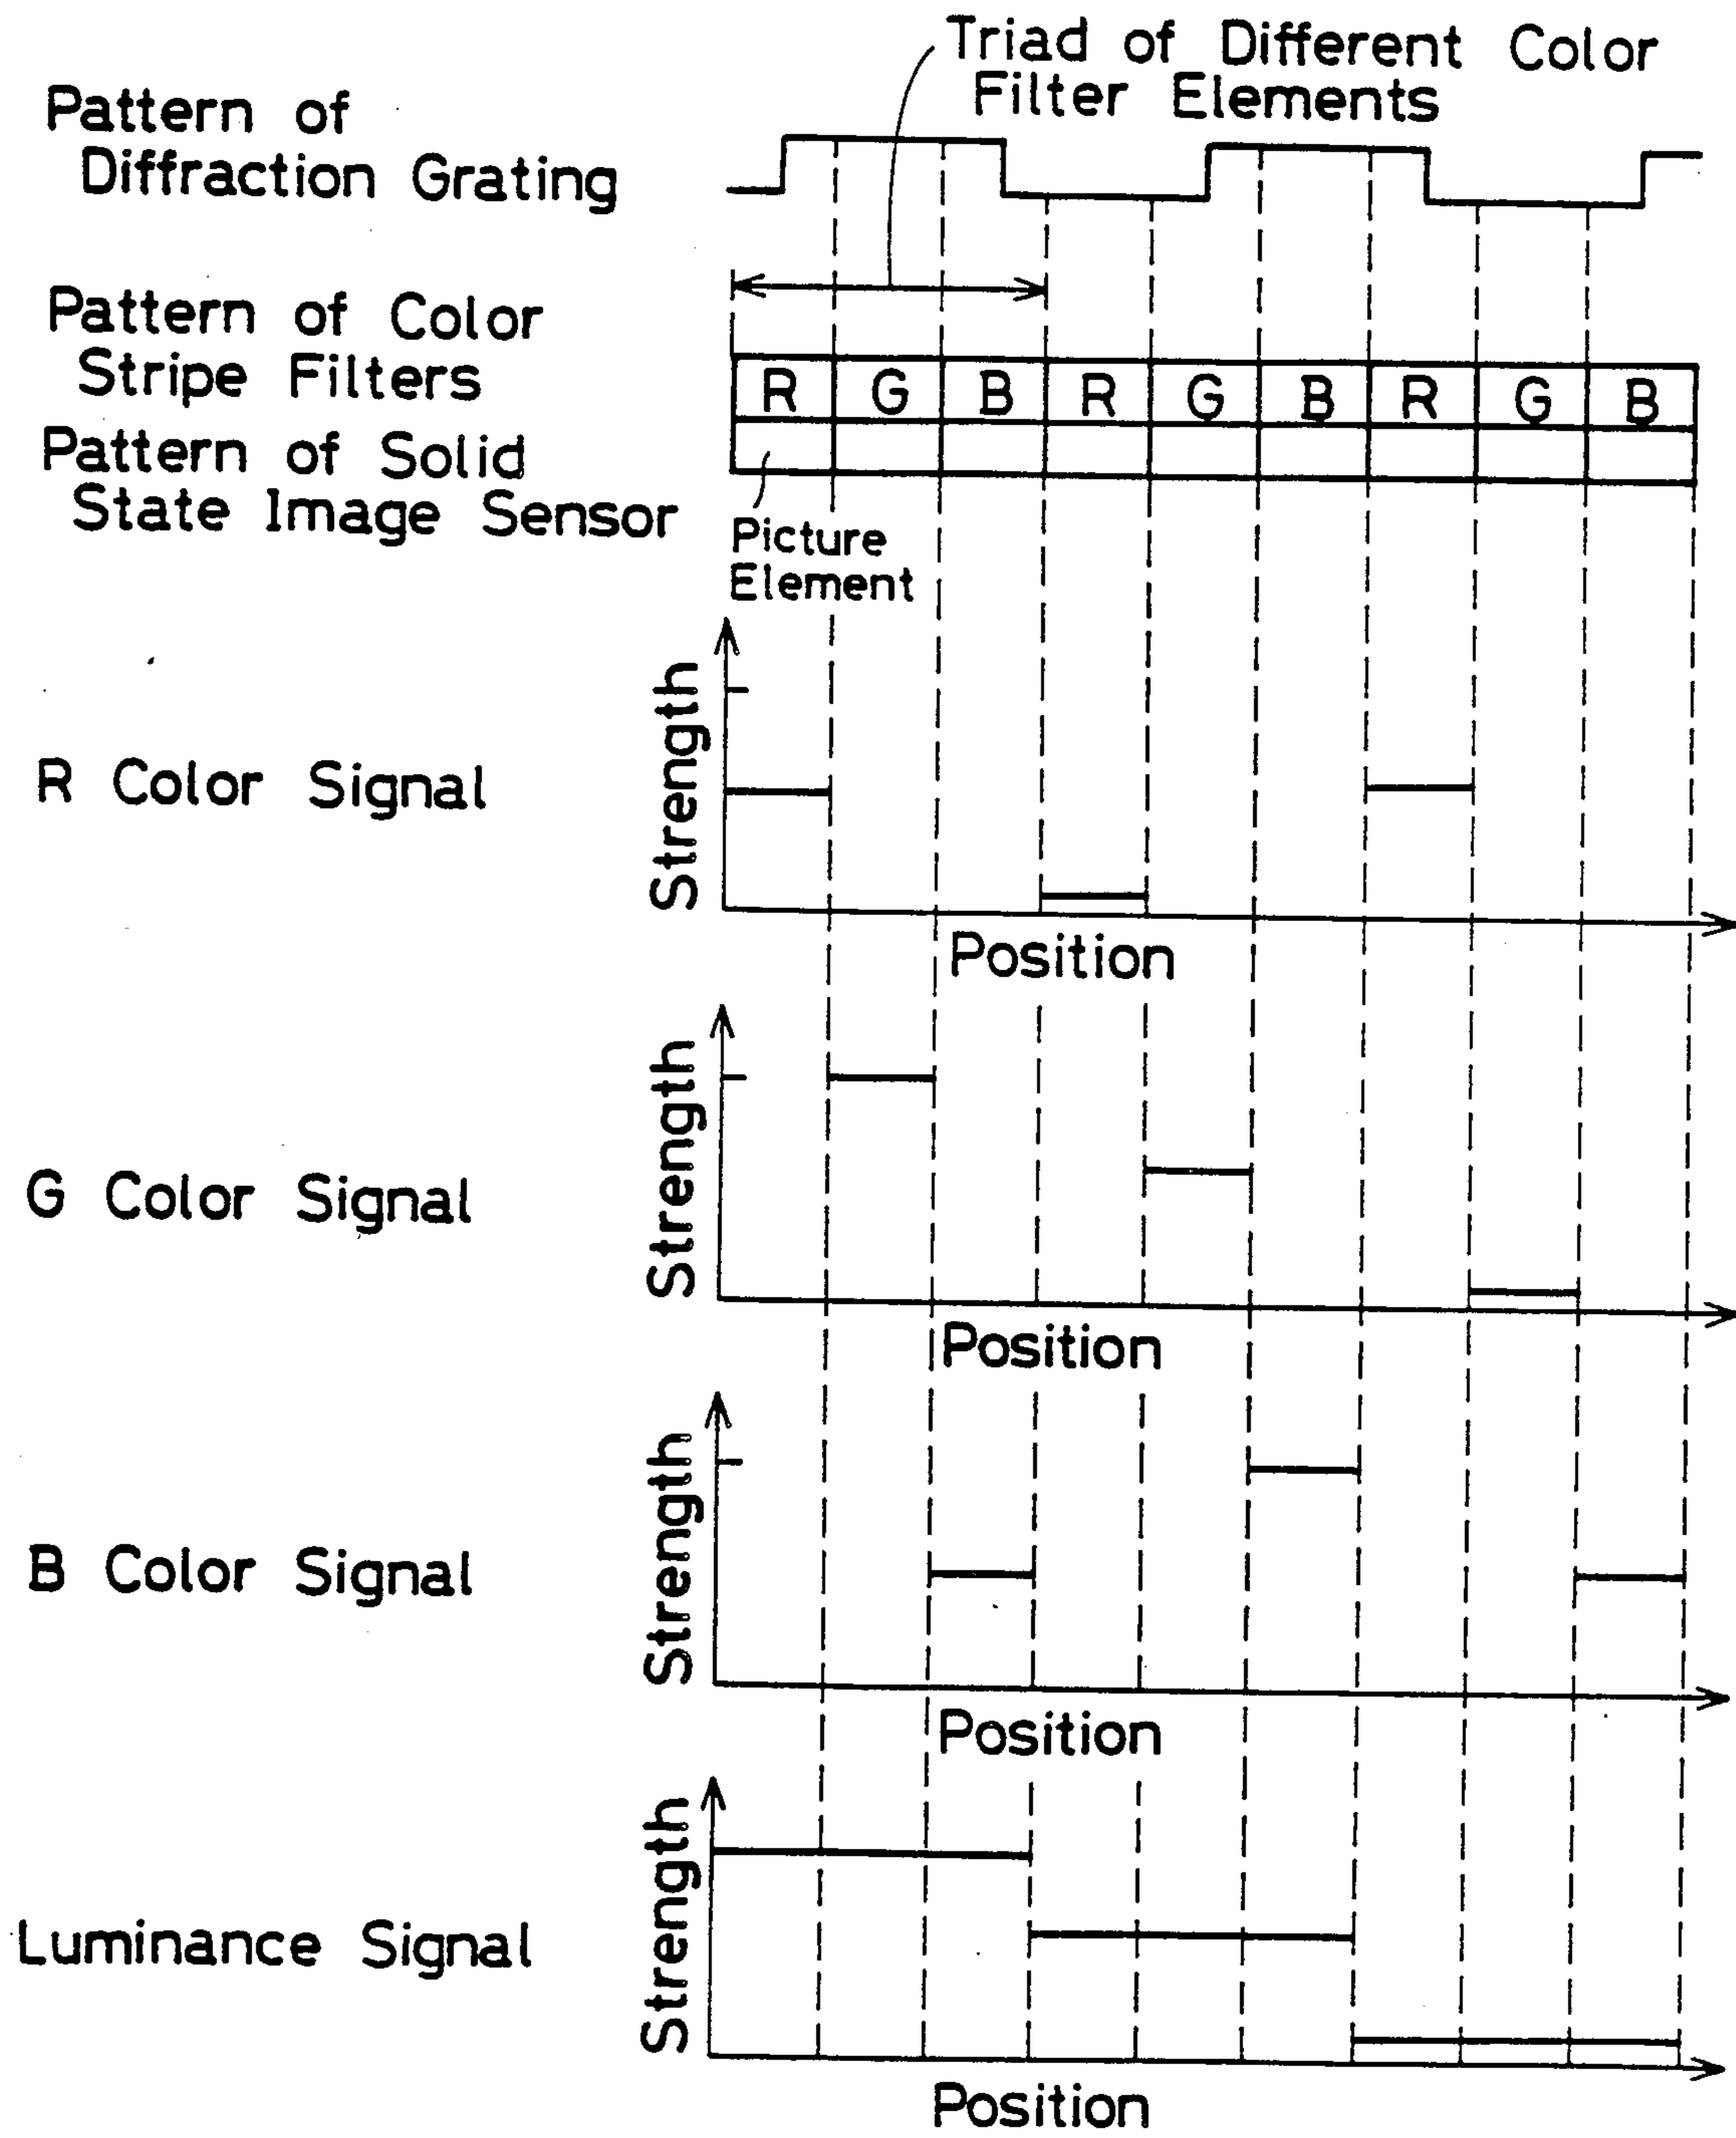 Triad of Different Color
Filter Elements
Pattern of
Diffraction Grating
Pattern of Color
Stripe Filters
R G B R G B R G B
Pattern of Solid
State Image Sensor
Picture
Element
R Color Signal
Strength
Position
G Color Signal
Strength
Position
B Color Signal
Strength
Position
Luminance Signal
Strength
Position